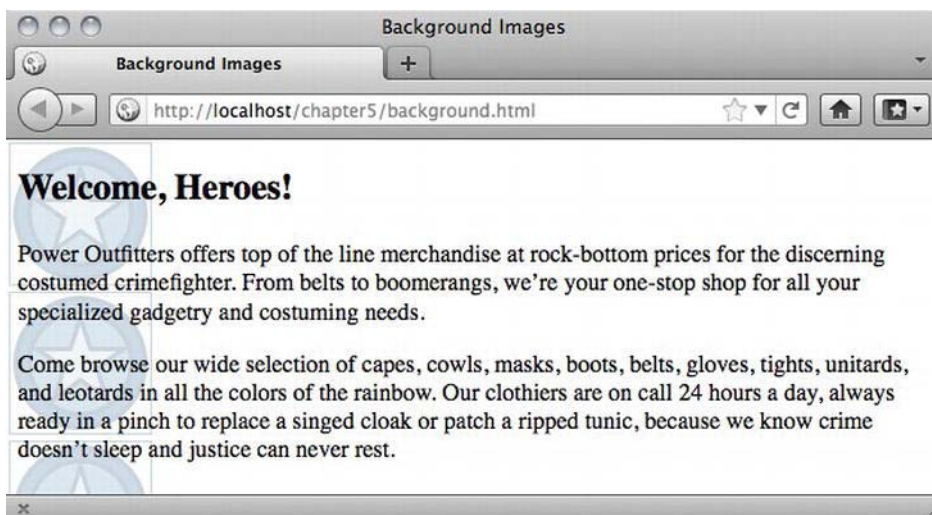 Background Images
Background Images
http://localhost/chapter5/background.html
Welcome, Heroes!
Power Outfitters offers top of the line merchandise at rock-bottom prices for the discerning
costumed crimefighter. From belts to boomerangs, we’re your one-stop shop for all your
specialized gadgetry and costuming needs.
Come browse our wide selection of capes, cowls, masks, boots, belts, gloves, tights, unitards,
and leotards in all the colors of the rainbow. Our clothiers are on call 24 hours a day, always
ready in a pinch to replace a singed cloak or patch a ripped tunic, because we know crime
doesn’t sleep and justice can never rest.